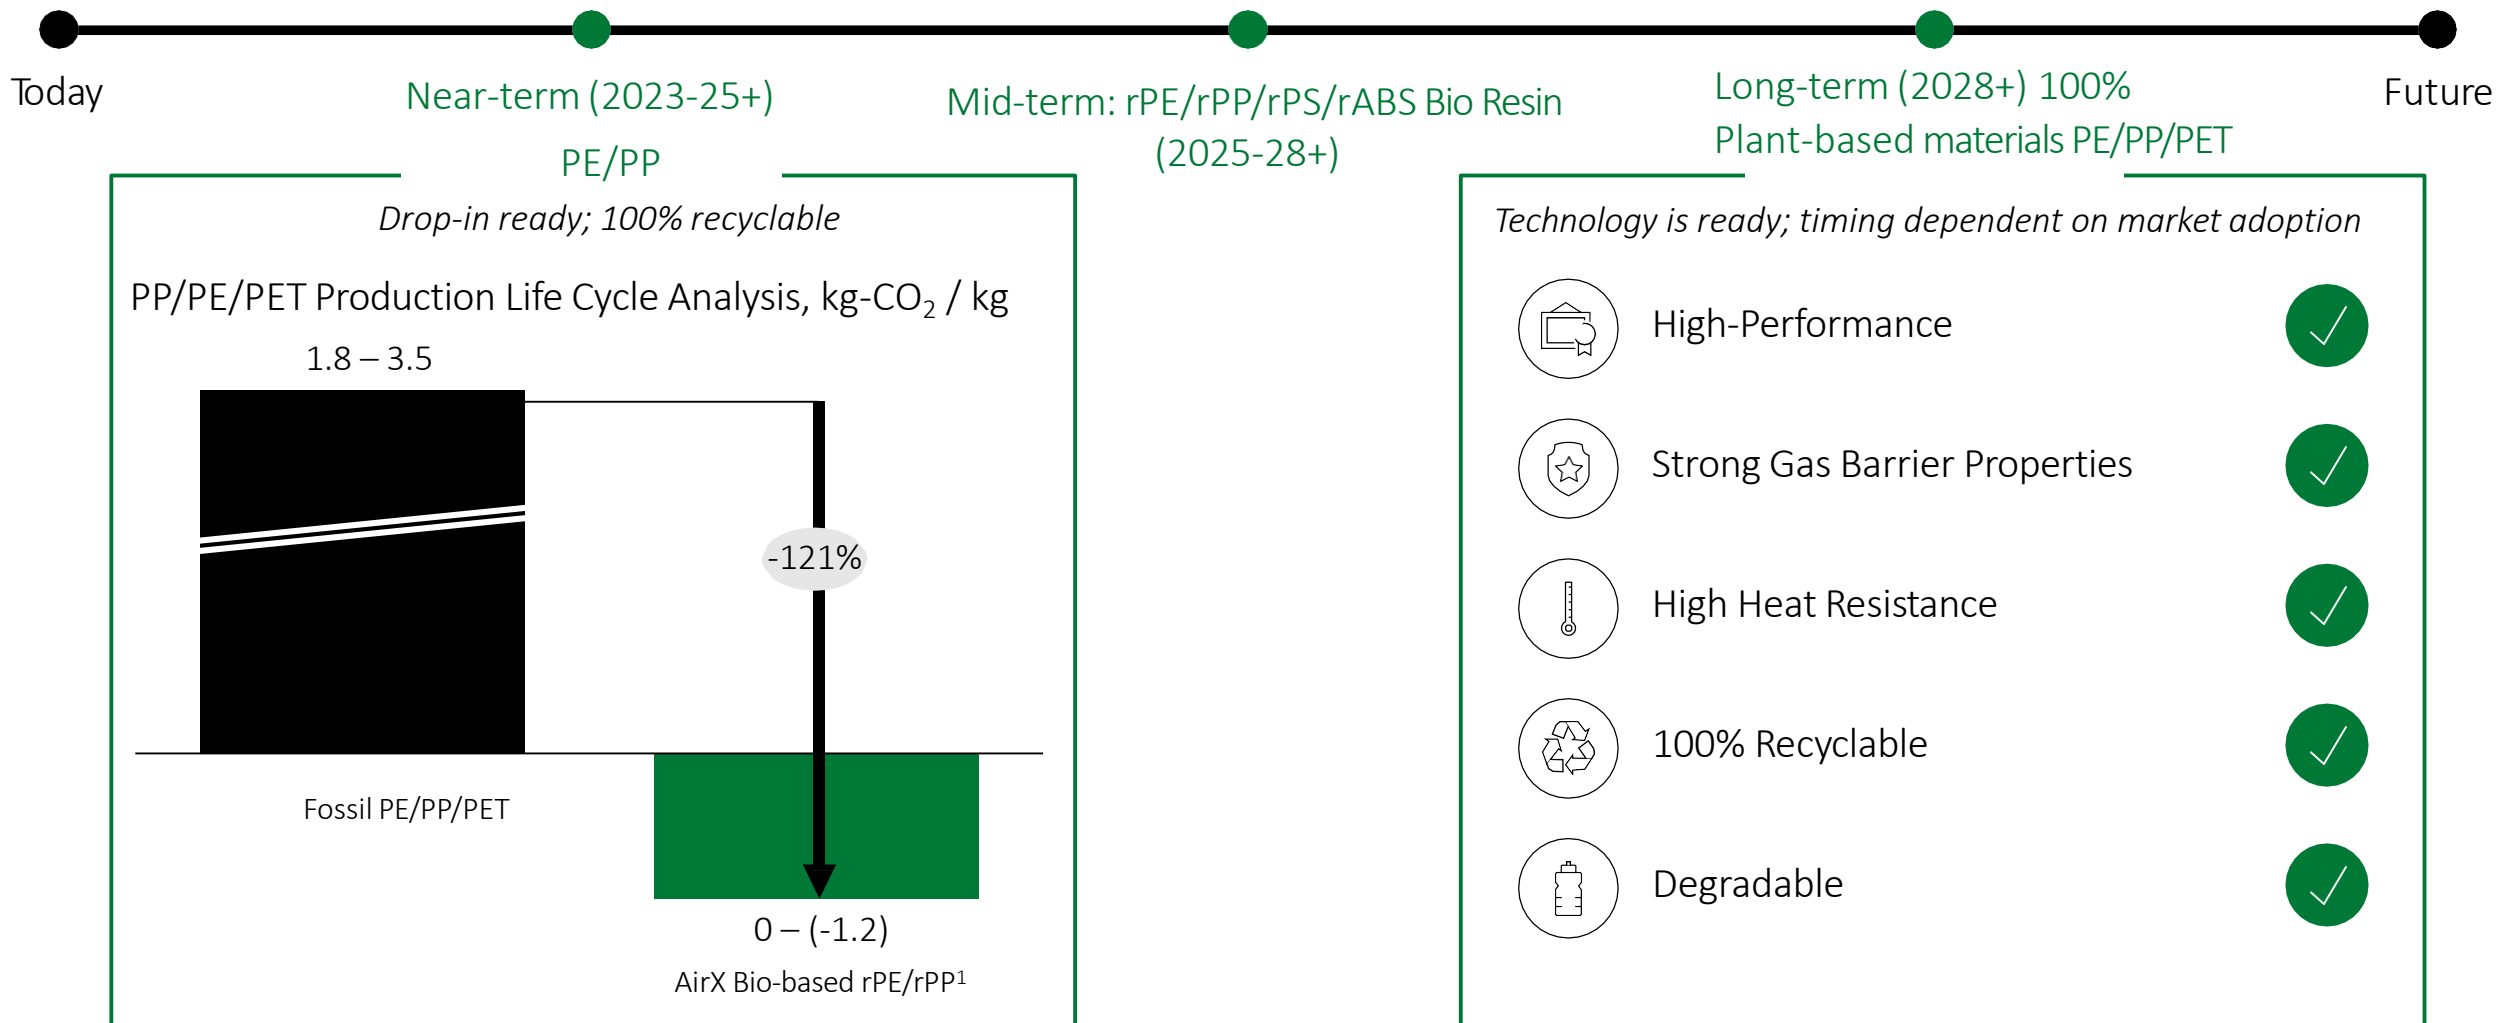 Today
Near-term (2023-25+)
PE/PP
Mid-term: rPE/rPP/rPS/rABS Bio Resin
(2025-28+)
Long-term (2028+) 100%
Plant-based materials PE/PP/PET
Future
Drop-in ready; 100% recyclable
PP/PE/PET Production Life Cycle Analysis, kg-CO₂ / kg
1.8 – 3.5
-121%
Fossil PE/PP/PET
0 – (-1.2)
AirX Bio-based rPE/rPP¹
Technology is ready; timing dependent on market adoption
High-Performance
Strong Gas Barrier Properties
High Heat Resistance
100% Recyclable
Degradable